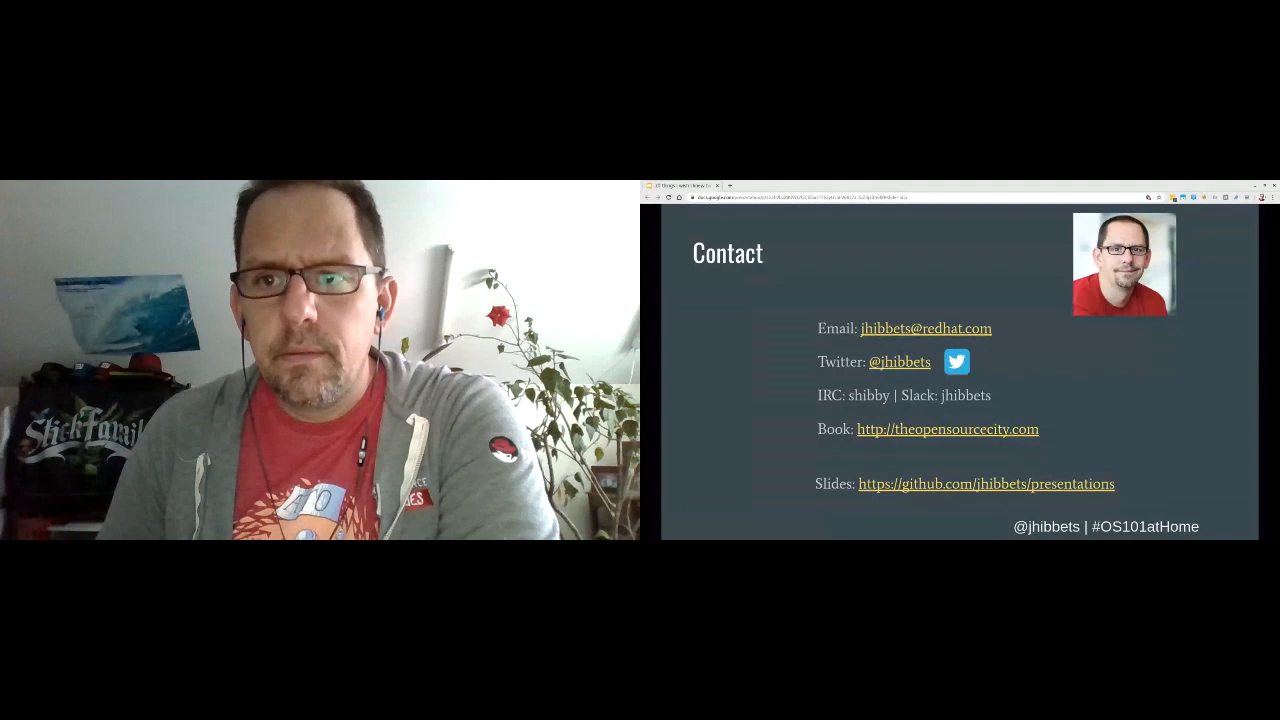 StickFamil
Contact
Email: jhibbets@redhat.com
Twitter: @jhibbets
IRC: shibby | Slack: jhibbets
Book: http://theopensourcecity.com
Slides: https://github.com/jhibbets/presentations
@jhibbets | #OS101atHome